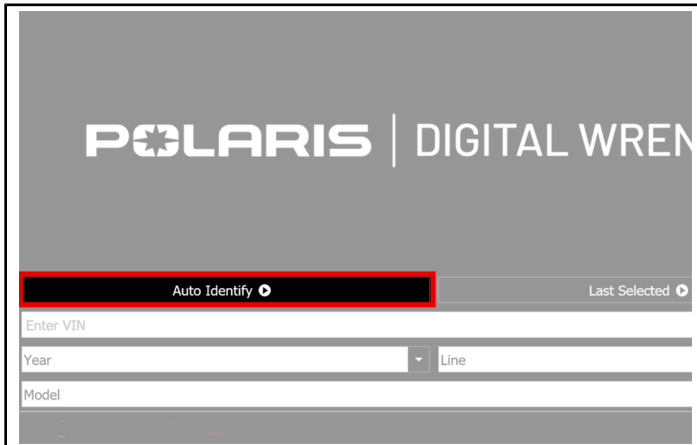 POLARIS | DIGITAL WREN
Auto Identify Last Selected
Enter VIN
Year Line
Model